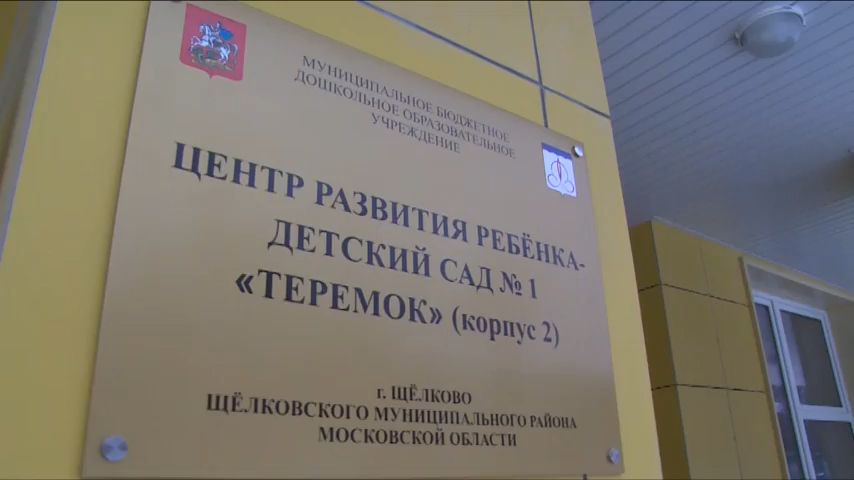 МУНИЦИПАЛЬНОЕ БЮДЖЕТНОЕ
ДОШКОЛЬНОЕ ОБРАЗОВАТЕЛЬНОЕ
УЧРЕЖДЕНИЕ
ЦЕНТР РАЗВИТИЯ РЕБЁНКА-
ДЕТСКИЙ САД № 1
«ТЕРЕМОК» (корпус 2)
г. ЩЁЛКОВО
ЩЁЛКОВСКОГО МУНИЦИПАЛЬНОГО РАЙОНА
МОСКОВСКОЙ ОБЛАСТИ